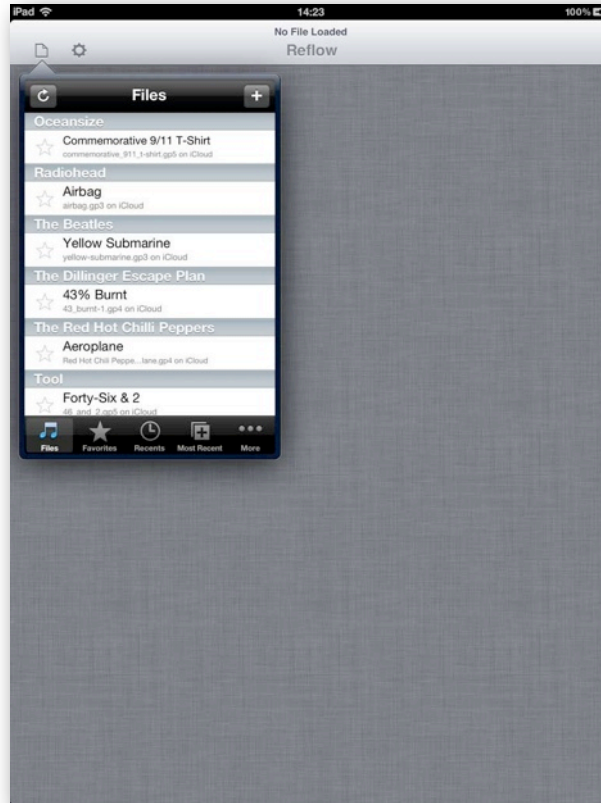 iPad 14:23 100%
No File Loaded
Reflow
Files
Oceansize
Commemorative 9/11 T-Shirt
commemorative_911_t-shirt.gp5 on iCloud
Radiohead
Airbag
airbag.gp3 on iCloud
The Beatles
Yellow Submarine
yellow-submarine.gp3 on iCloud
The Dillinger Escape Plan
43% Burnt
43_burnt-1.gp4 on iCloud
The Red Hot Chilli Peppers
Aeroplane
Red Hot Chili Peppe...lane.gp4 on iCloud
Tool
Forty-Six & 2
46_and_2.gp5 on iCloud
Files Favorites Recents Most Recent More